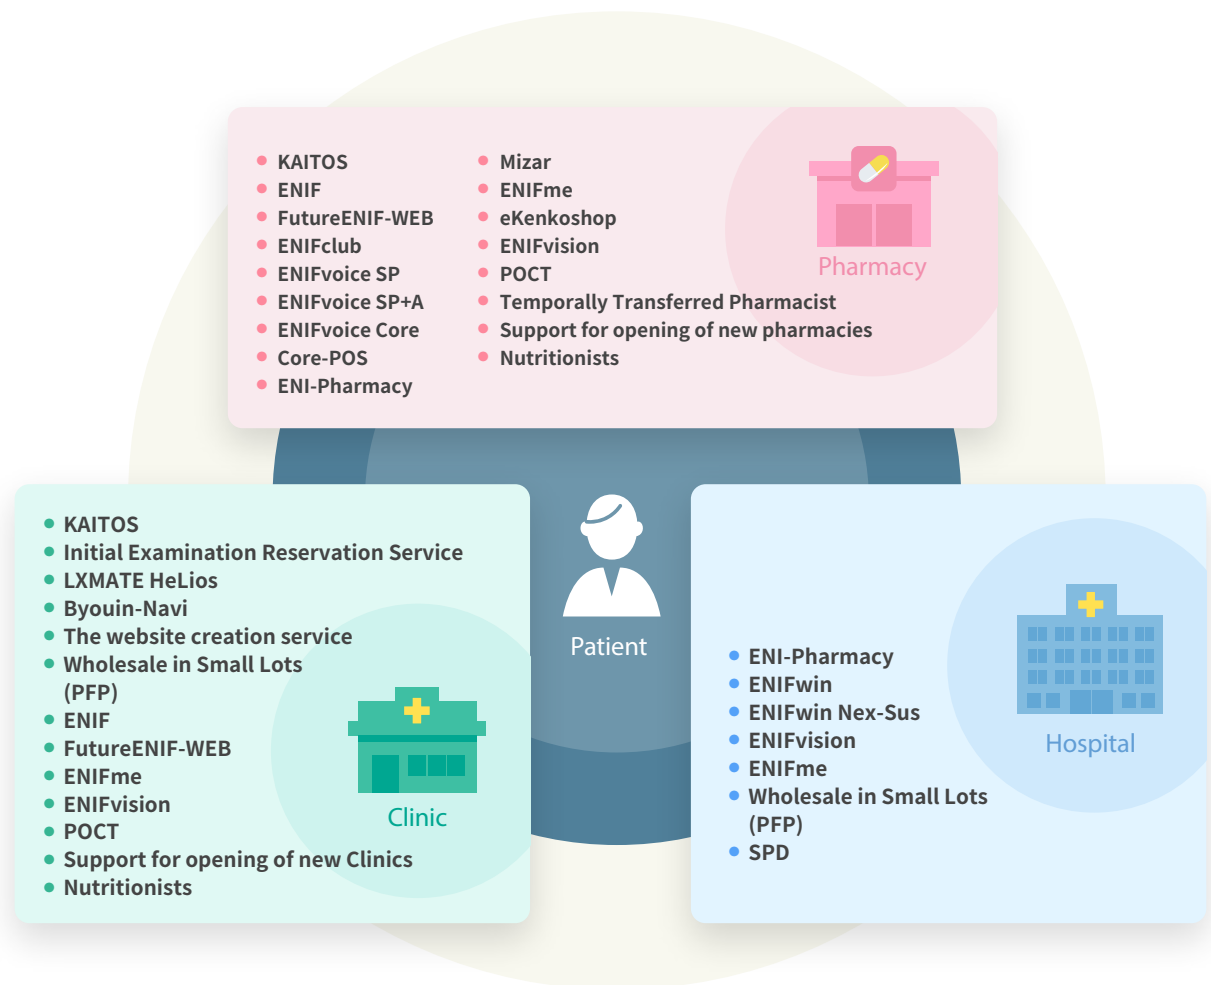 KAITOS
ENIF
FutureENIF-WEB
ENIFclub
ENIFvoice SP
ENIFvoice SP+A
ENIFvoice Core
Core-POS
ENI-Pharmacy
Mizar
ENIFme
eKenkoshop
ENIFvision
POCT
Temporally Transferred Pharmacist
Support for opening of new pharmacies
Nutritionists
Pharmacy
KAITOS
Initial Examination Reservation Service
LXMATE HeLios
Byouin-Navi
The website creation service
Wholesale in Small Lots
(PFP)
ENIF
FutureENIF-WEB
ENIFme
ENIFvision
POCT
Support for opening of new Clinics
Nutritionists
Clinic
Patient
ENI-Pharmacy
ENIFwin
ENIFwin Nex-Sus
ENIFvision
ENIFme
Wholesale in Small Lots
(PFP)
SPD
Hospital